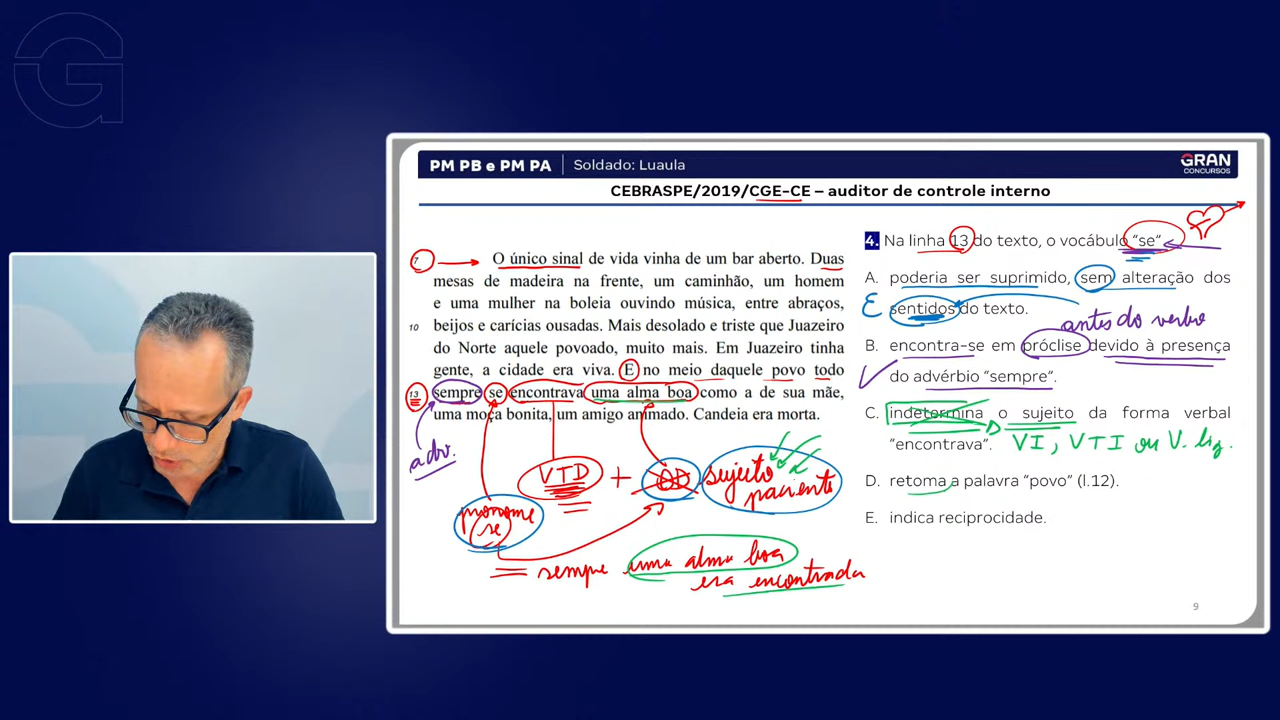 PM PB e PM PA | Soldado: Luaula
GRAN
CONCURSOS
CEBRASPE/2019/CGE-CE – auditor de controle interno
7 O único sinal de vida vinha de um bar aberto. Duas
mesas de madeira na frente, um caminhão, um homem
e uma mulher na boleia ouvindo música, entre abraços,
10 beijos e carícias ousadas. Mais desolado e triste que Juazeiro
do Norte aquele povoado, muito mais. Em Juazeiro tinha
gente, a cidade era viva. E no meio daquele povo todo
13 sempre se encontrava uma alma boa como a de sua mãe,
uma moça bonita, um amigo animado. Candeia era morta.
adv.
VTD + OD sujeito
paciente
pronome
se
= sempre uma alma boa
era encontrada
4. Na linha 13 do texto, o vocábulo “se”
A. poderia ser suprimido, sem alteração dos
E sentidos do texto.
antes do verbo
B. encontra-se em próclise devido à presença
do advérbio “sempre”.
C. indetermina o sujeito da forma verbal
“encontrava”. VI, VTI ou V. lig.
D. retoma a palavra “povo” (l.12).
E. indica reciprocidade.
9